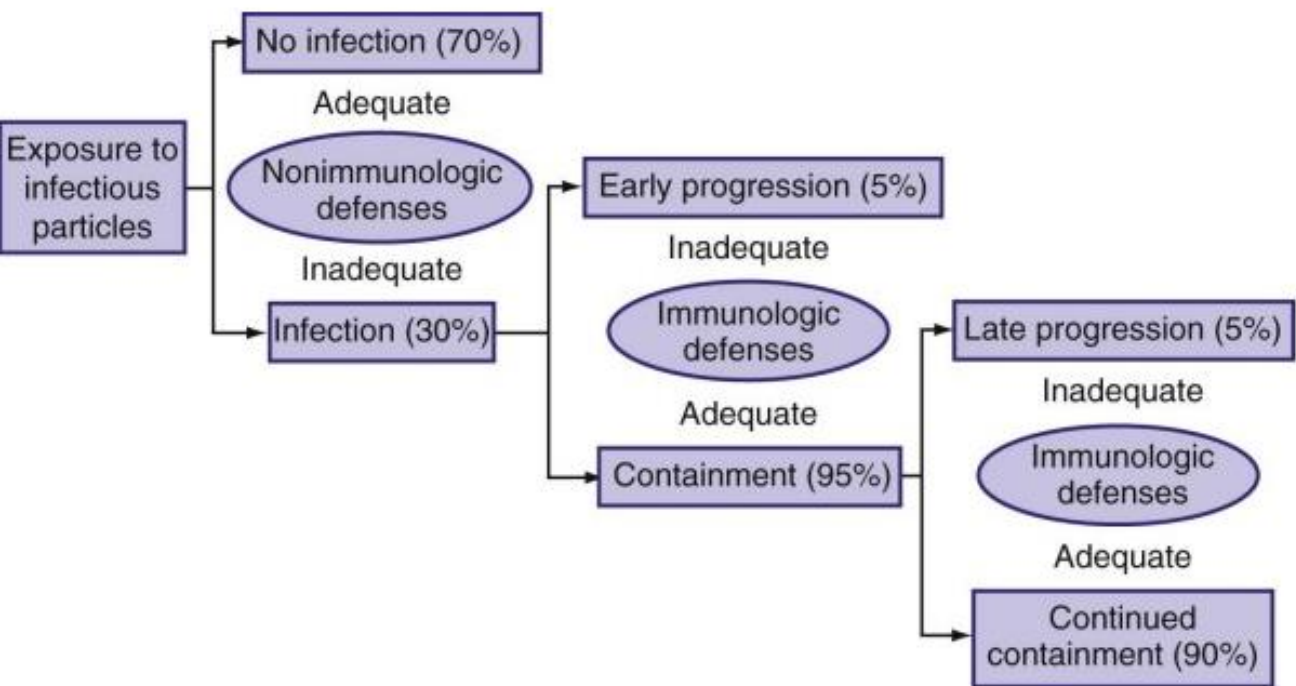 No infection (70%)
Adequate
Exposure to
infectious
particles
Nonimmunologic
defenses
Inadequate
Infection (30%)
Early progression (5%)
Inadequate
Immunologic
defenses
Adequate
Containment (95%)
Late progression (5%)
Inadequate
Immunologic
defenses
Adequate
Continued
containment (90%)